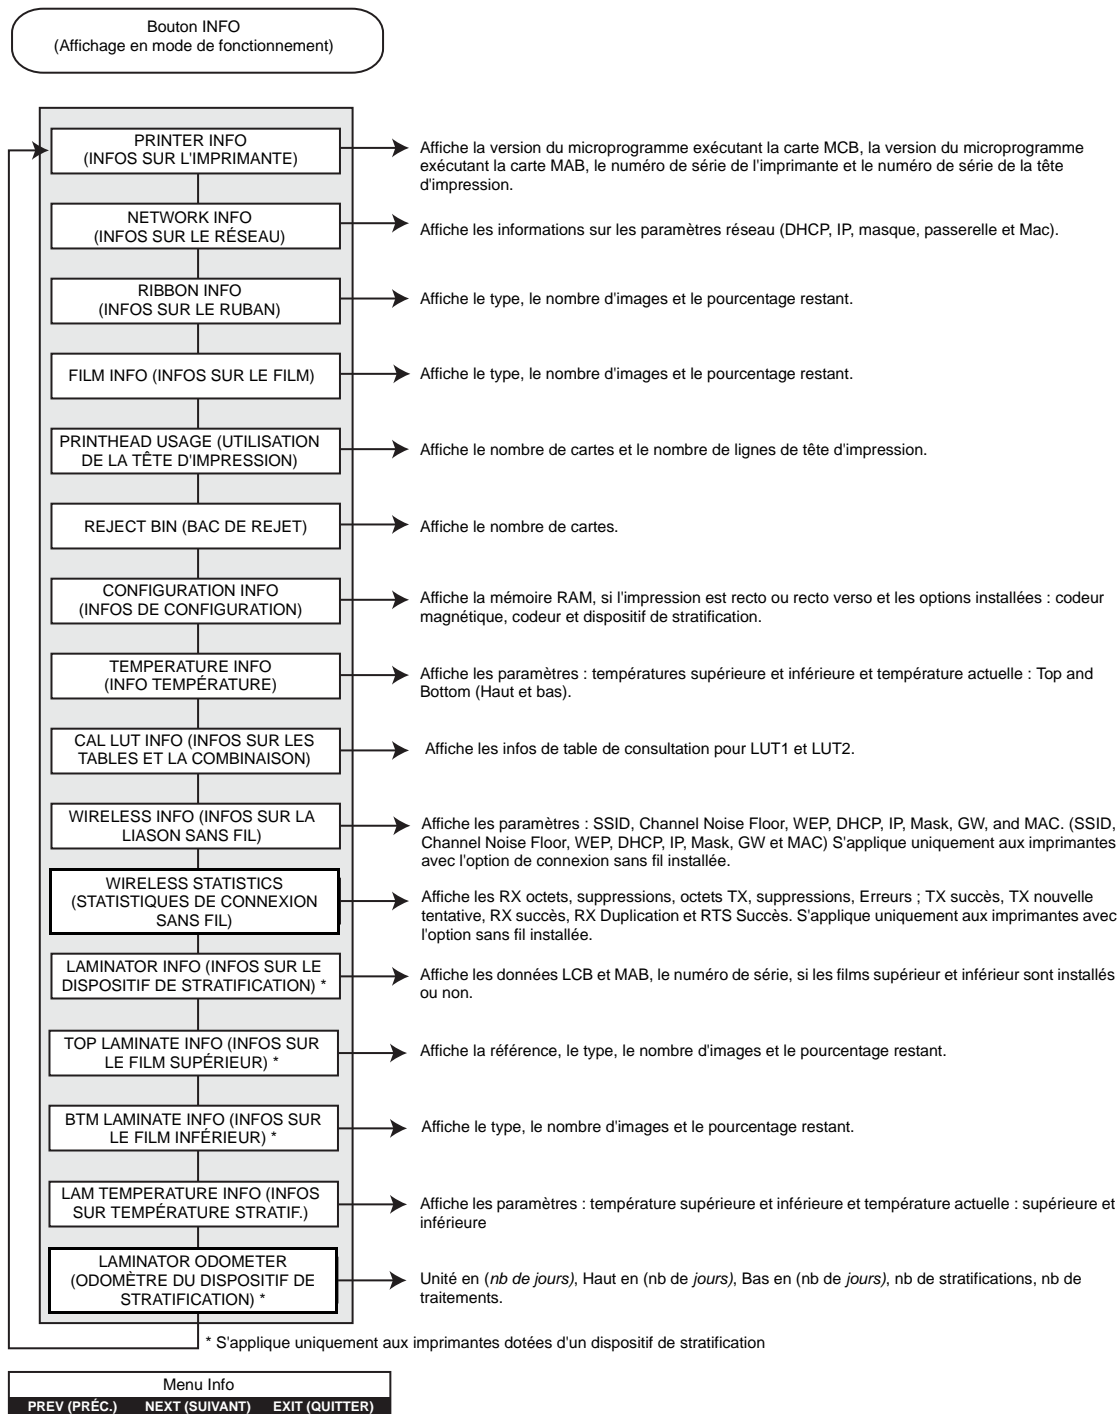 Bouton INFO
(Affichage en mode de fonctionnement)
PRINTER INFO
(INFOS SUR L'IMPRIMANTE)
Affiche la version du microprogramme exécutant la carte MCB, la version du microprogramme
exécutant la carte MAB, le numéro de série de l'imprimante et le numéro de série de la tête
d'impression.
NETWORK INFO
(INFOS SUR LE RÉSEAU)
Affiche les informations sur les paramètres réseau (DHCP, IP, masque, passerelle et Mac).
RIBBON INFO
(INFOS SUR LE RUBAN)
Affiche le type, le nombre d'images et le pourcentage restant.
FILM INFO (INFOS SUR LE FILM)
Affiche le type, le nombre d'images et le pourcentage restant.
PRINTHEAD USAGE (UTILISATION
DE LA TÊTE D'IMPRESSION)
Affiche le nombre de cartes et le nombre de lignes de tête d'impression.
REJECT BIN (BAC DE REJET)
Affiche le nombre de cartes.
CONFIGURATION INFO
(INFOS DE CONFIGURATION)
Affiche la mémoire RAM, si l'impression est recto ou recto verso et les options installées : codeur
magnétique, codeur et dispositif de stratification.
TEMPERATURE INFO
(INFO TEMPÉRATURE)
Affiche les paramètres : températures supérieure et inférieure et température actuelle : Top and
Bottom (Haut et bas).
CAL LUT INFO (INFOS SUR LES
TABLES ET LA COMBINAISON)
Affiche les infos de table de consultation pour LUT1 et LUT2.
WIRELESS INFO (INFOS SUR LA
LIASON SANS FIL)
Affiche les paramètres : SSID, Channel Noise Floor, WEP, DHCP, IP, Mask, GW, and MAC. (SSID,
Channel Noise Floor, WEP, DHCP, IP, Mask, GW et MAC) S'applique uniquement aux imprimantes
avec l'option de connexion sans fil installée.
WIRELESS STATISTICS
(STATISTIQUES DE CONNEXION
SANS FIL)
Affiche les RX octets, suppressions, octets TX, suppressions, Erreurs ; TX succès, TX nouvelle
tentative, RX succès, RX Duplication et RTS Succès. S'applique uniquement aux imprimantes avec
l'option sans fil installée.
LAMINATOR INFO (INFOS SUR LE
DISPOSITIF DE STRATIFICATION) *
Affiche les données LCB et MAB, le numéro de série, si les films supérieur et inférieur sont installés
ou non.
TOP LAMINATE INFO (INFOS SUR
LE FILM SUPÉRIEUR) *
Affiche la référence, le type, le nombre d'images et le pourcentage restant.
BTM LAMINATE INFO (INFOS SUR
LE FILM INFÉRIEUR) *
Affiche le type, le nombre d'images et le pourcentage restant.
LAM TEMPERATURE INFO (INFOS
SUR TEMPÉRATURE STRATIF.)
Affiche les paramètres : température supérieure et inférieure et température actuelle : supérieure et
inférieure
LAMINATOR ODOMETER
(ODOMÈTRE DU DISPOSITIF DE
STRATIFICATION) *
Unité en (nb de jours), Haut en (nb de jours), Bas en (nb de jours), nb de stratifications, nb de
traitements.
* S'applique uniquement aux imprimantes dotées d'un dispositif de stratification
Menu Info
PREV (PRÉC.) NEXT (SUIVANT) EXIT (QUITTER)